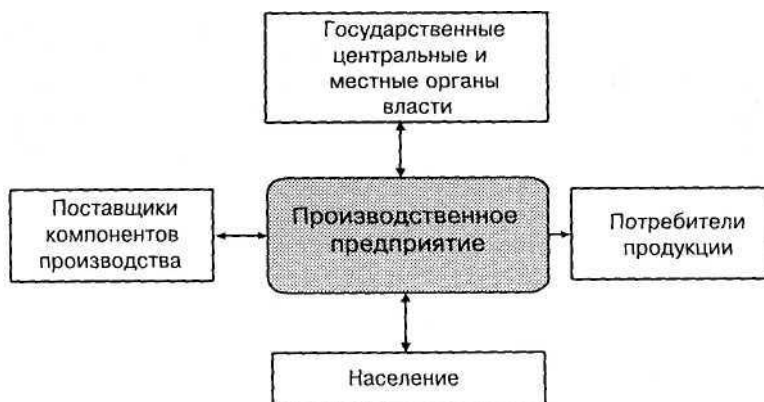 Государственные
центральные и
местные органы
власти
Поставщики
компонентов
производства
Производственное
предприятие
Потребители
продукции
Население